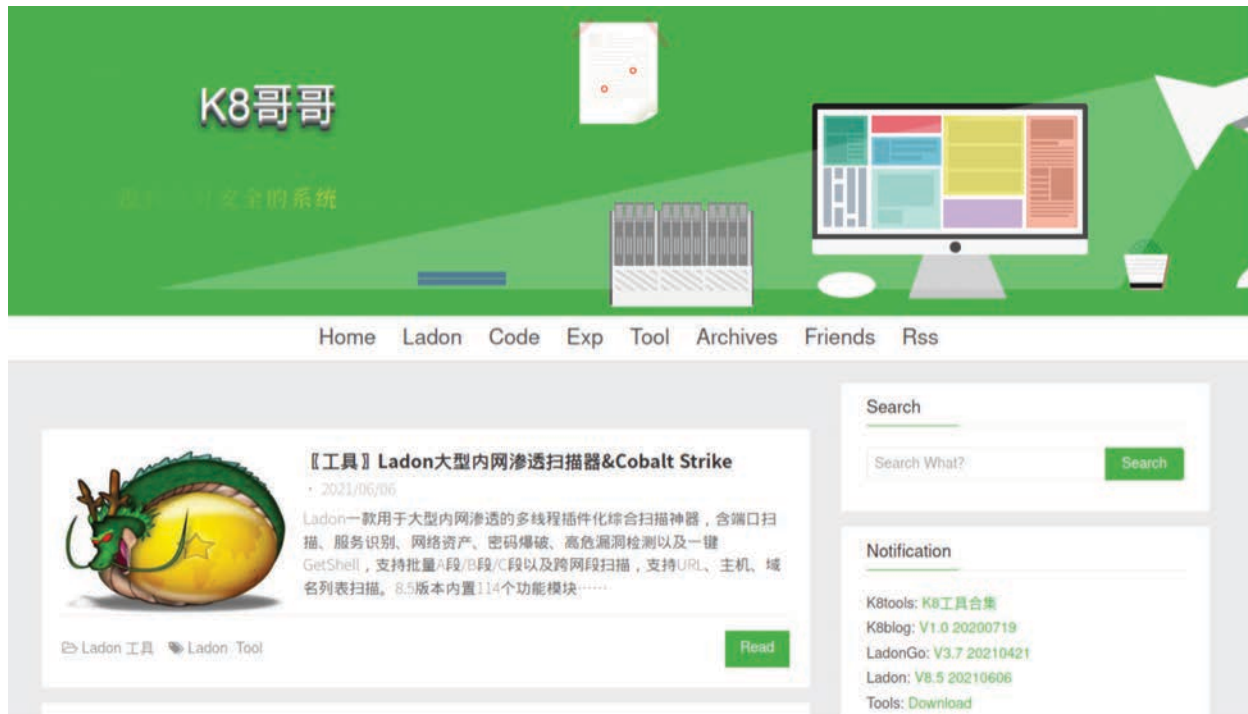 K8哥哥
安全的系统
Home Ladon Code Exp Tool Archives Friends Rss
〖工具〗Ladon大型内网渗透扫描器&Cobalt Strike
· 2021/06/06
Ladon一款用于大型内网渗透的多线程插件化综合扫描神器，含端口扫
描、服务识别、网络资产、密码爆破、高危漏洞检测以及一键
GetShell，支持批量A段/B段/C段以及跨网段扫描，支持URL、主机、域
名列表扫描。8.5版本内置114个功能模块……
Ladon 工具 Ladon Tool
Read
Search
Search What? Search
Notification
K8tools: K8工具合集
K8blog: V1.0 20200719
LadonGo: V3.7 20210421
Ladon: V8.5 20210606
Tools: Download